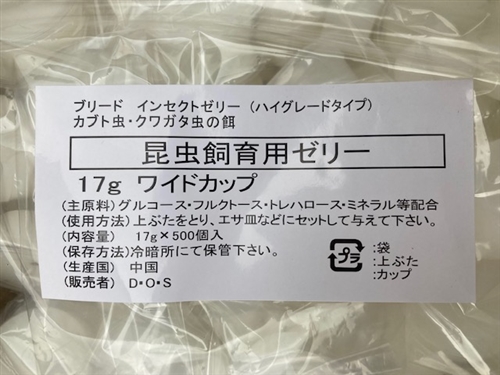 ブリード　インセクトゼリー（ハイグレードタイプ）
カブト虫・クワガタ虫の餌
昆虫飼育用ゼリー
17g ワイドカップ
（主原料）グルコース・フルクトース・トレハロース・ミネラル等配合
（使用方法）上ぶたをとり、エサ皿などにセットして与えて下さい。
（内容量）　17g×500個入
（保存方法）冷暗所にて保管下さい。
（生産国）　中国
（販売者）　D・O・S
プラ
:袋
:上ぶた
:カップ